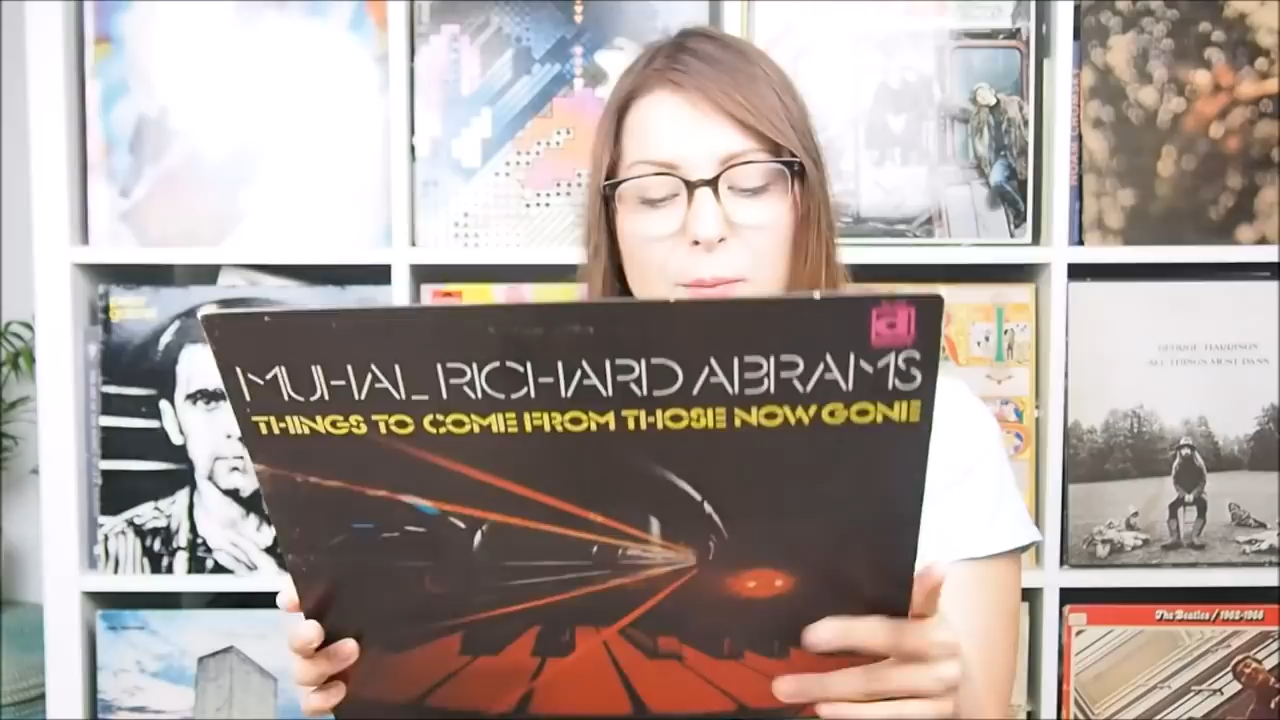 MUHAL RICHARD ABRAMS
THINGS TO COME FROM THOSE NOW GONE
GEORGE HARRISON
ALL THINGS MUST PASS
The Beatles / 1962-1966